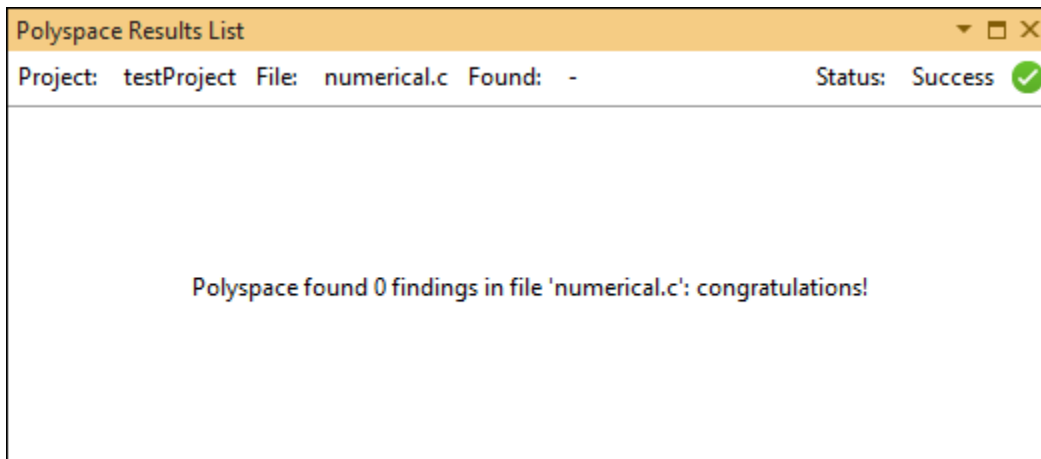 Polyspace Results List
Project: testProject File: numerical.c Found: - Status: Success
Polyspace found 0 findings in file 'numerical.c': congratulations!